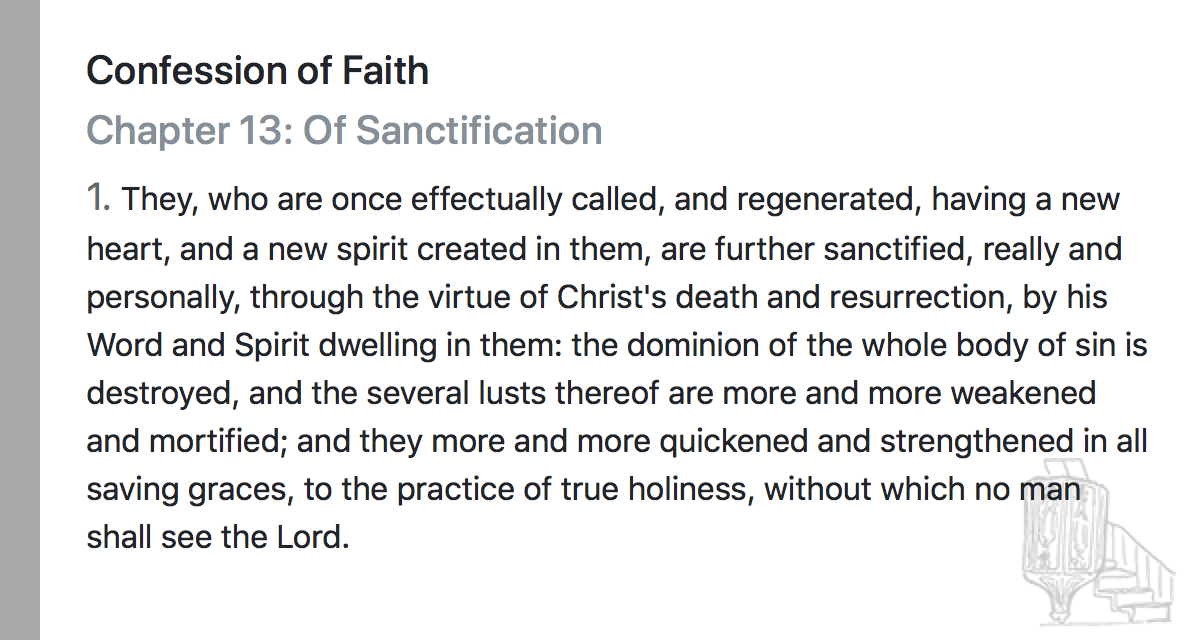 Confession of Faith
Chapter 13: Of Sanctification
1. They, who are once effectually called, and regenerated, having a new
heart, and a new spirit created in them, are further sanctified, really and
personally, through the virtue of Christ's death and resurrection, by his
Word and Spirit dwelling in them: the dominion of the whole body of sin is
destroyed, and the several lusts thereof are more and more weakened
and mortified; and they more and more quickened and strengthened in all
saving graces, to the practice of true holiness, without which no man
shall see the Lord.